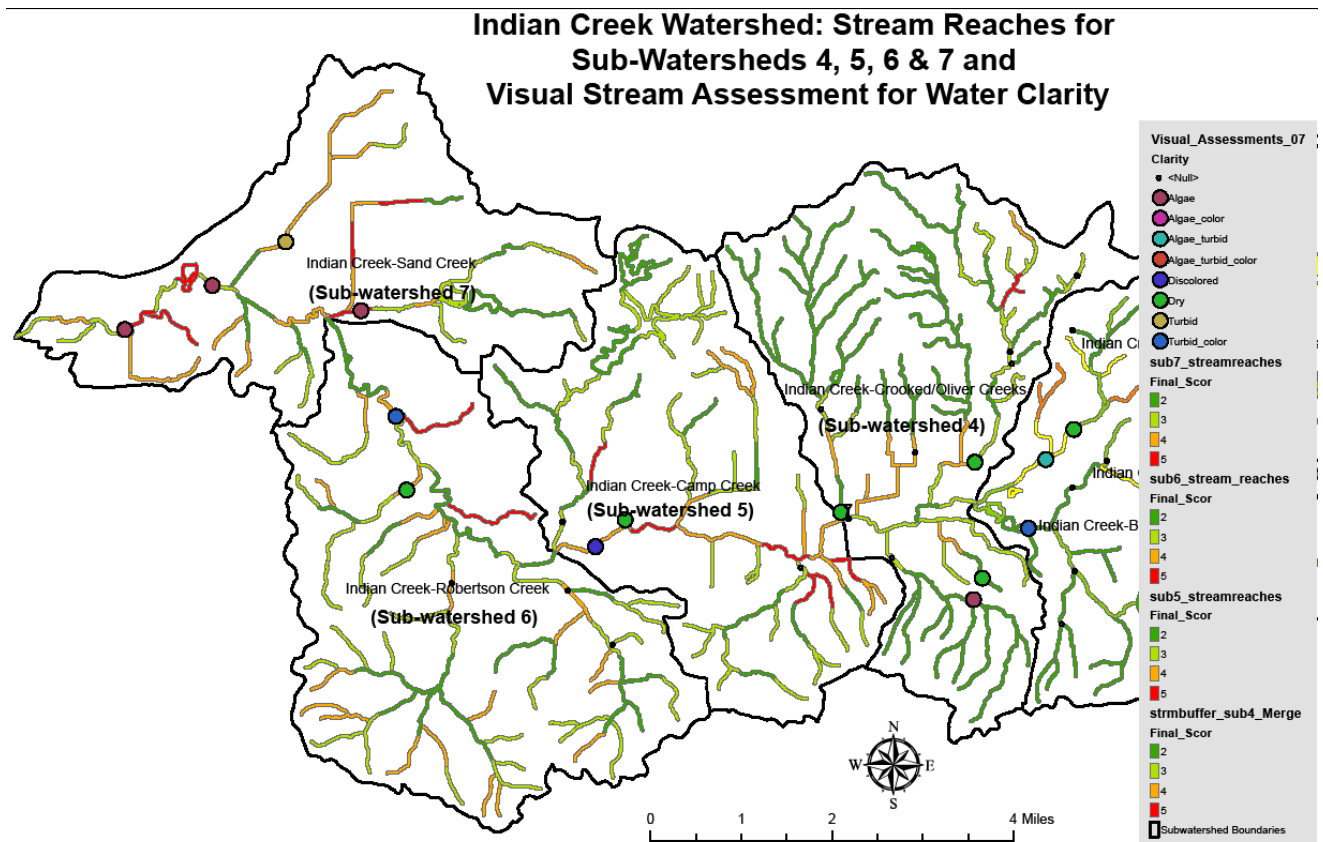 Indian Creek Watershed: Stream Reaches for
Sub-Watersheds 4, 5, 6 & 7 and
Visual Stream Assessment for Water Clarity
Indian Creek-Sand Creek
(Sub-watershed 7)
Indian Cr
Indian Creek-Crooked/Oliver Creeks
(Sub-watershed 4)
Indian
Indian Creek-Camp Creek
(Sub-watershed 5)
7
Indian Creek-B
Indian Creek-Robertson Creek
(Sub-watershed 6)
N
W
E
S
0 1 2 4 Miles
Visual_Assessments_07
Clarity
<Null>
Algae
Algae_color
Algae_turbid
Algae_turbid_color
Discolored
Dry
Turbid
Turbid_color
sub7_streamreaches
Final_Scor
2
3
4
5
sub6_stream_reaches
Final_Scor
2
3
4
5
sub5_streamreaches
Final_Scor
2
3
4
5
strmbuffer_sub4_Merge
Final_Scor
2
3
4
5
Subwatershed Boundaries